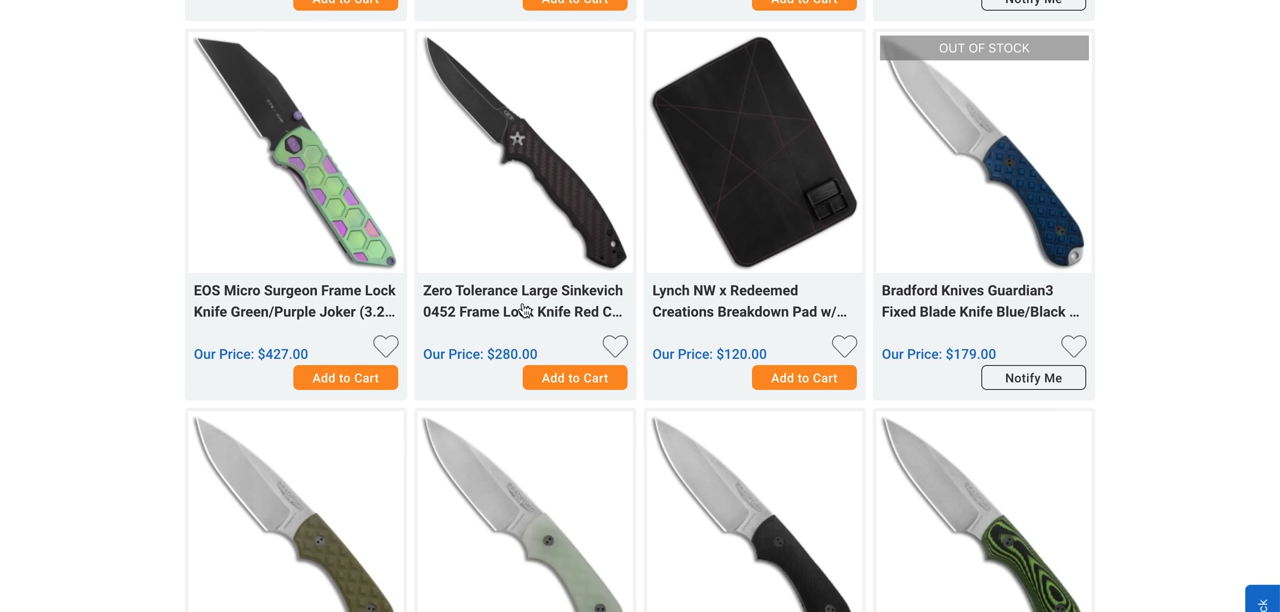 Add to Cart
Add to Cart
Add to Cart
Notify Me
OUT OF STOCK
EOS Micro Surgeon Frame Lock
Knife Green/Purple Joker (3.2...
Our Price: $427.00
Add to Cart
Zero Tolerance Large Sinkevich
0452 Frame Lock Knife Red C...
Our Price: $280.00
Add to Cart
Lynch NW x Redeemed
Creations Breakdown Pad w/...
Our Price: $120.00
Add to Cart
Bradford Knives Guardian3
Fixed Blade Knife Blue/Black ...
Our Price: $179.00
Notify Me